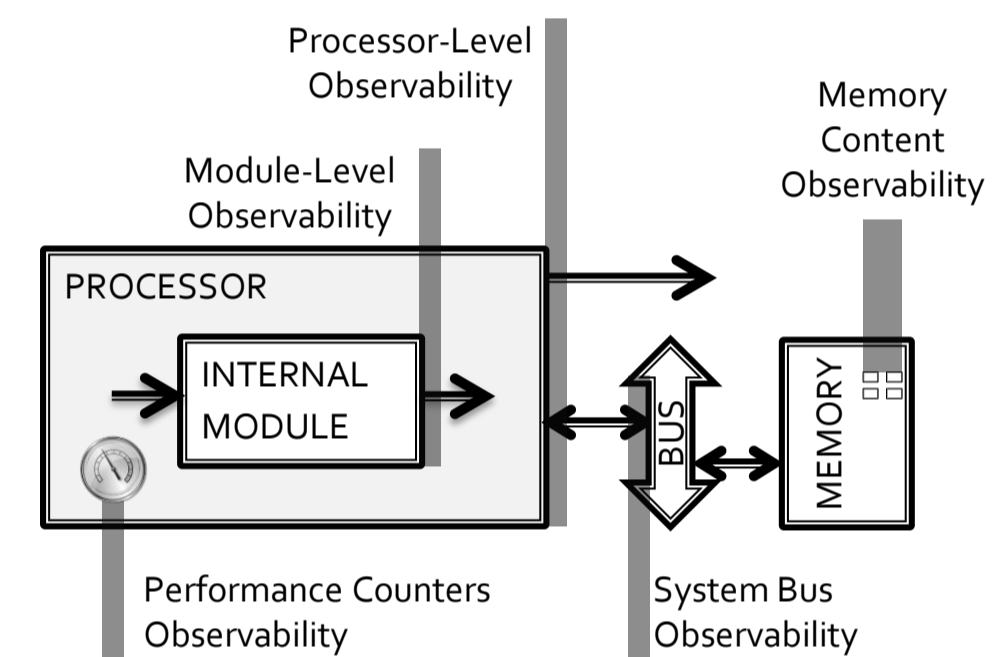 Processor-Level
Observability
Memory
Content
Observability
Module-Level
Observability
PROCESSOR
INTERNAL
MODULE
BUS
MEMORY
Performance Counters
Observability
System Bus
Observability